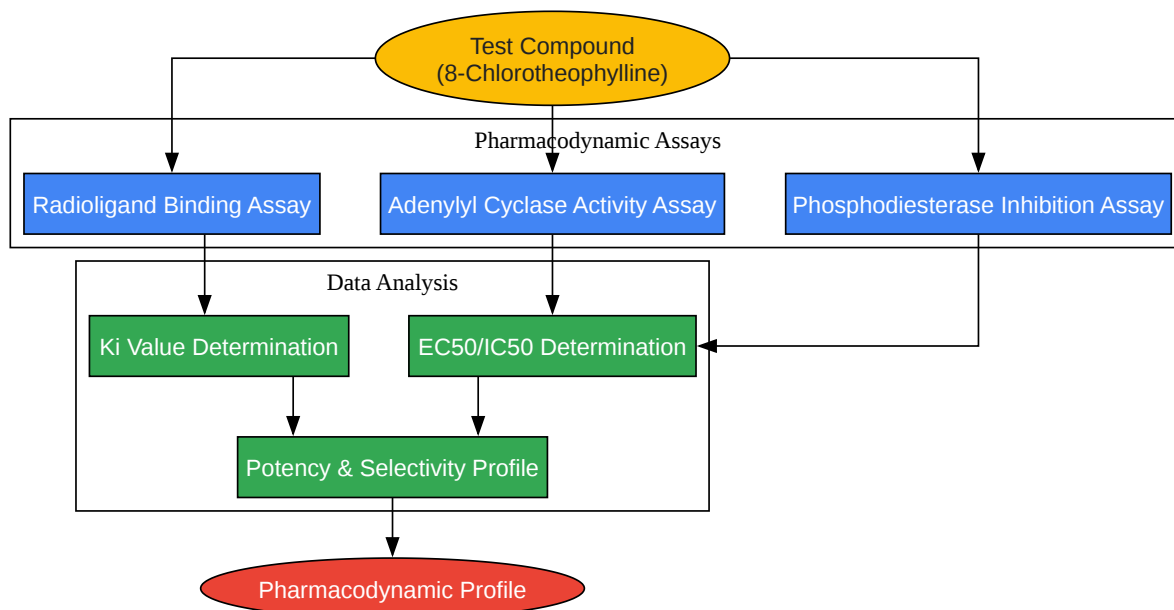 Test Compound
(8-Chlorotheophylline)
Pharmacodynamic Assays
Radioligand Binding Assay
Adenylyl Cyclase Activity Assay
Phosphodiesterase Inhibition Assay
Data Analysis
Ki Value Determination
EC50/IC50 Determination
Potency & Selectivity Profile
Pharmacodynamic Profile